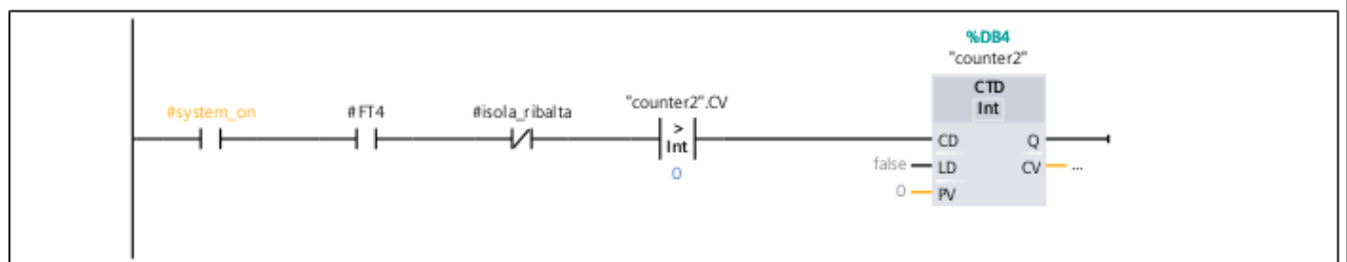 %DB4
"counter2"
CTD
Int
#system_on
#FT4
#isola_ribalta
"counter2".CV
>
Int
0
CD
Q
false
LD
CV
...
0
PV